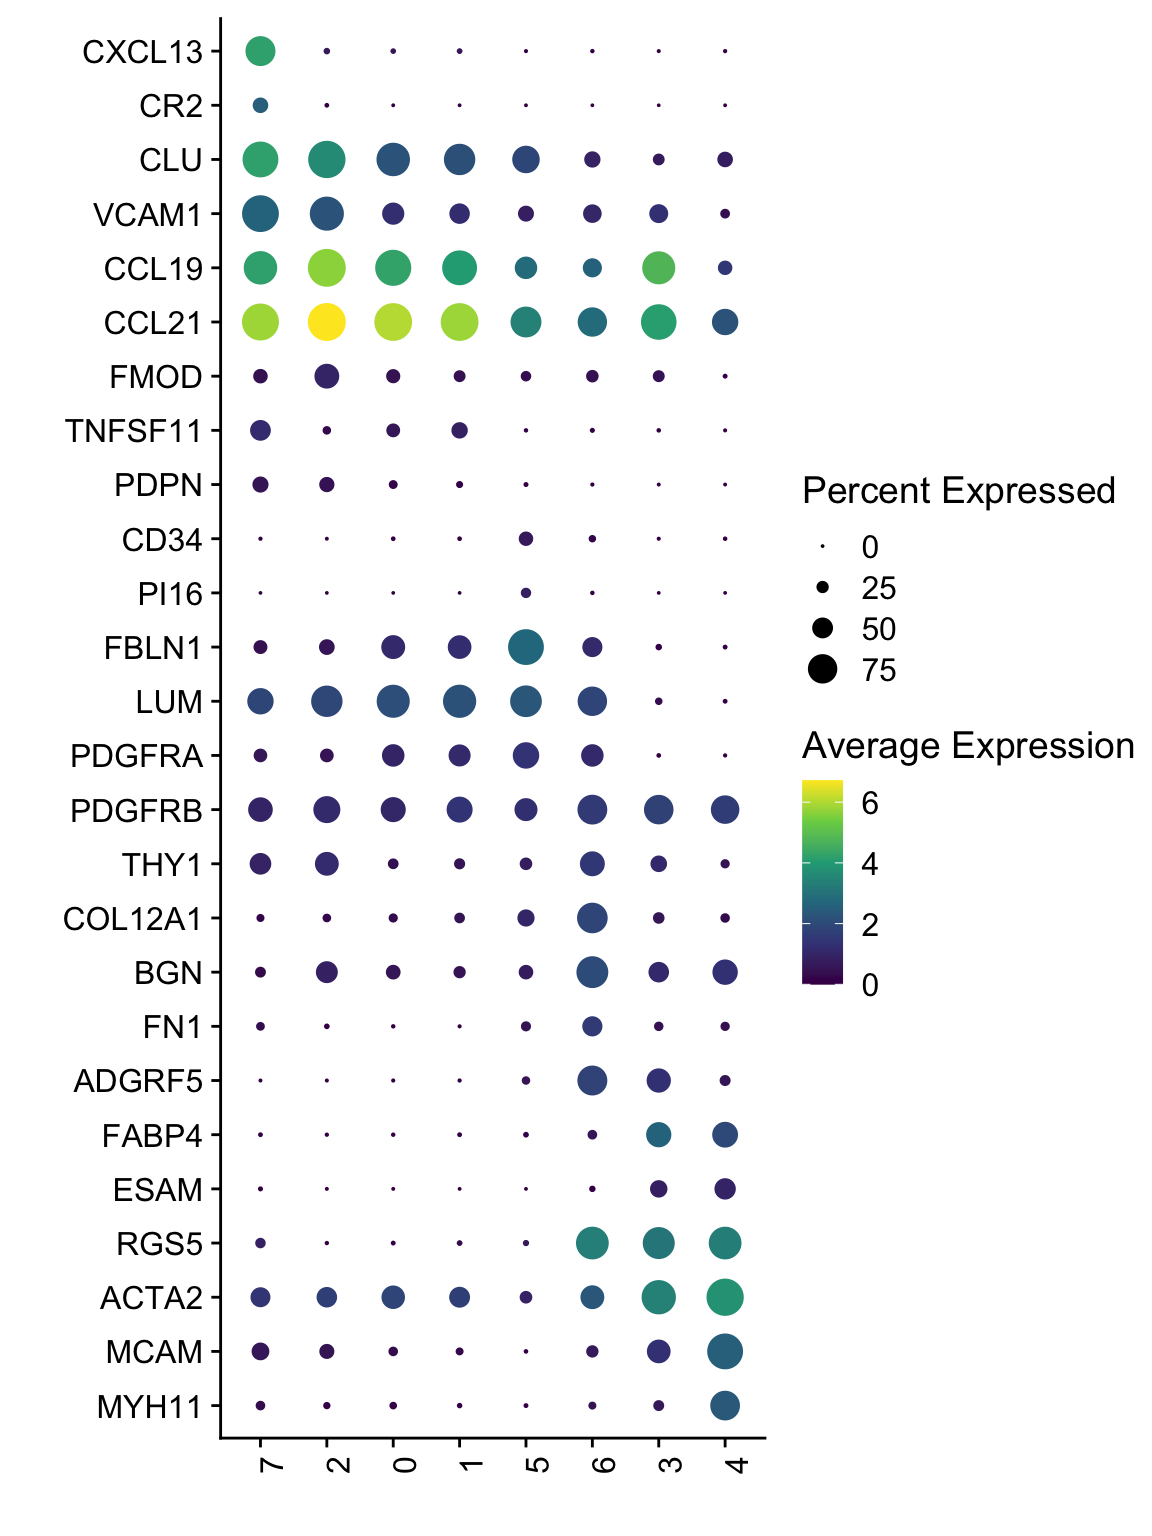 CXCL13
CR2
CLU
VCAM1
CCL19
CCL21
FMOD
TNFSF11
PDPN
CD34
PI16
FBLN1
LUM
PDGFRA
PDGFRB
THY1
COL12A1
BGN
FN1
ADGRF5
FABP4
ESAM
RGS5
ACTA2
MCAM
MYH11
7 2 0 1 5 6 3 4
Percent Expressed
0
25
50
75
Average Expression
6
4
2
0